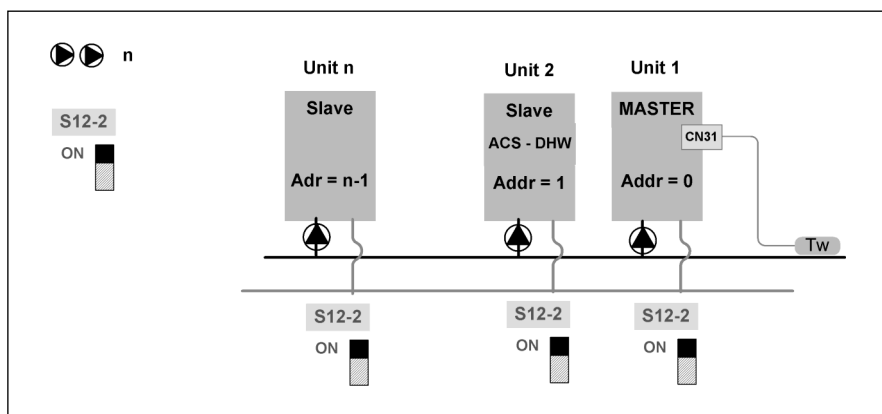 n
S12-2
ON
Unit n
Slave
Adr = n-1
Unit 2
Slave
ACS - DHW
Addr = 1
Unit 1
MASTER
CN31
Addr = 0
Tw
S12-2
ON
S12-2
ON
S12-2
ON